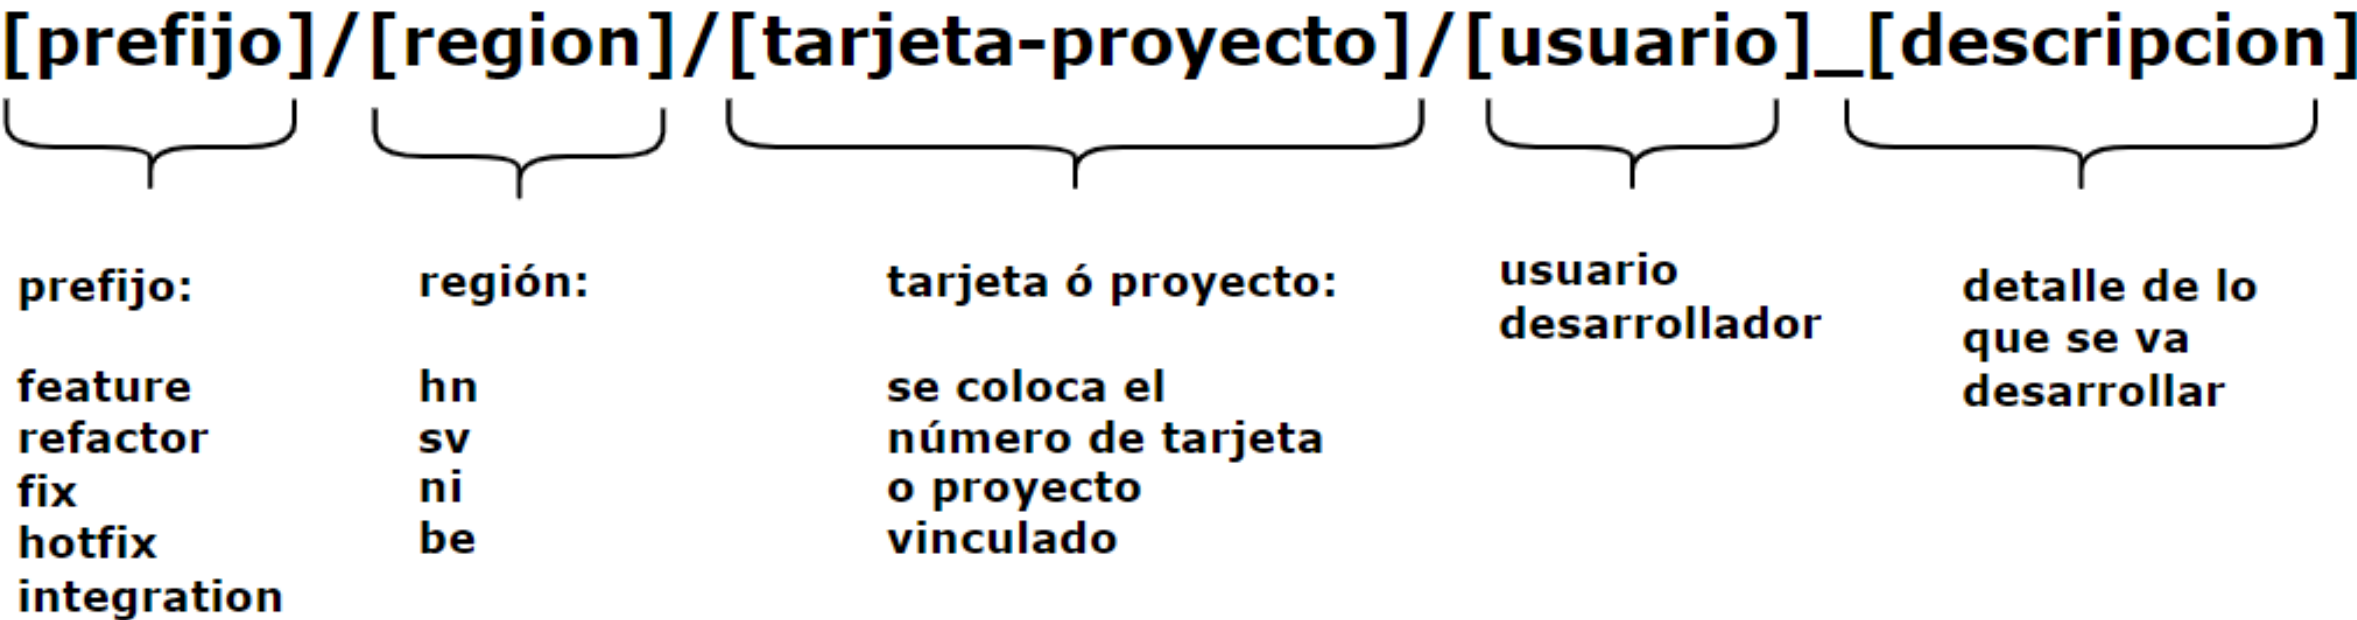 [prefijo]/[region]/[tarjeta-proyecto]/[usuario]_[descripcion]
prefijo:
feature
refactor
fix
hotfix
integration
región:
hn
sv
ni
be
tarjeta ó proyecto:
se coloca el
número de tarjeta
o proyecto
vinculado
usuario
desarrollador
detalle de lo
que se va
desarrollar